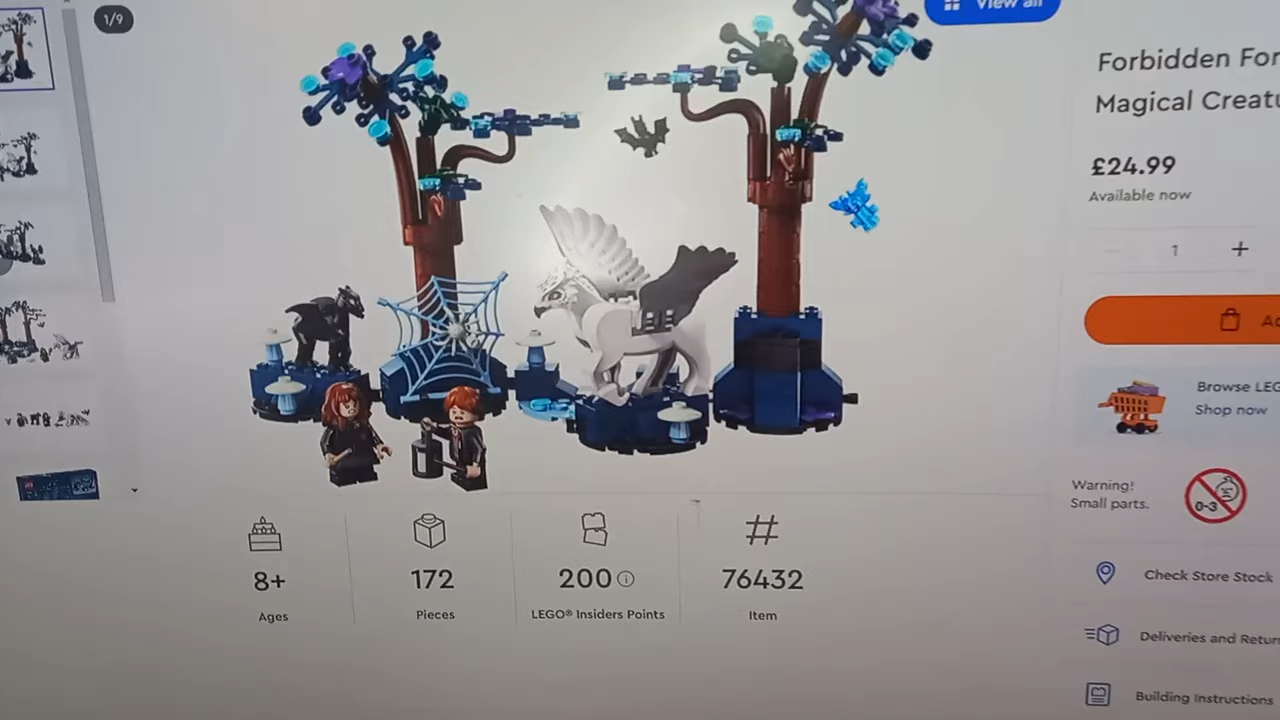 1/9
View all
Forbidden For
Magical Creatu
£24.99
Available now
1 +
Ad
Browse LEG
Shop now
Warning!
Small parts.
0-3
Check Store Stock
Deliveries and Return
Building Instructions
8+
Ages
172
Pieces
200
LEGO® Insiders Points
#
76432
Item